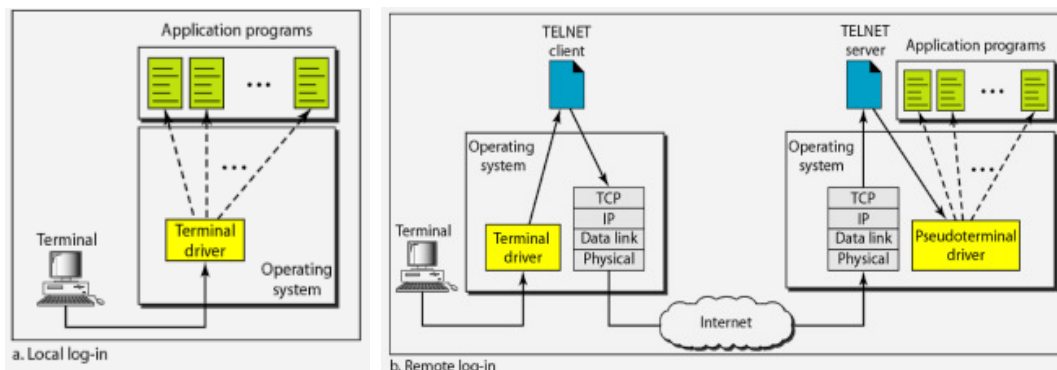 Application programs
...
...
Terminal
Terminal
driver
Operating
system
a. Local log-in
TELNET
client
Operating
system
TCP
IP
Data link
Physical
Terminal
Terminal
driver
Internet
TELNET
server
Application programs
...
Operating
system
...
TCP
IP
Data link
Physical
Pseudoterminal
driver
b. Remote log-in